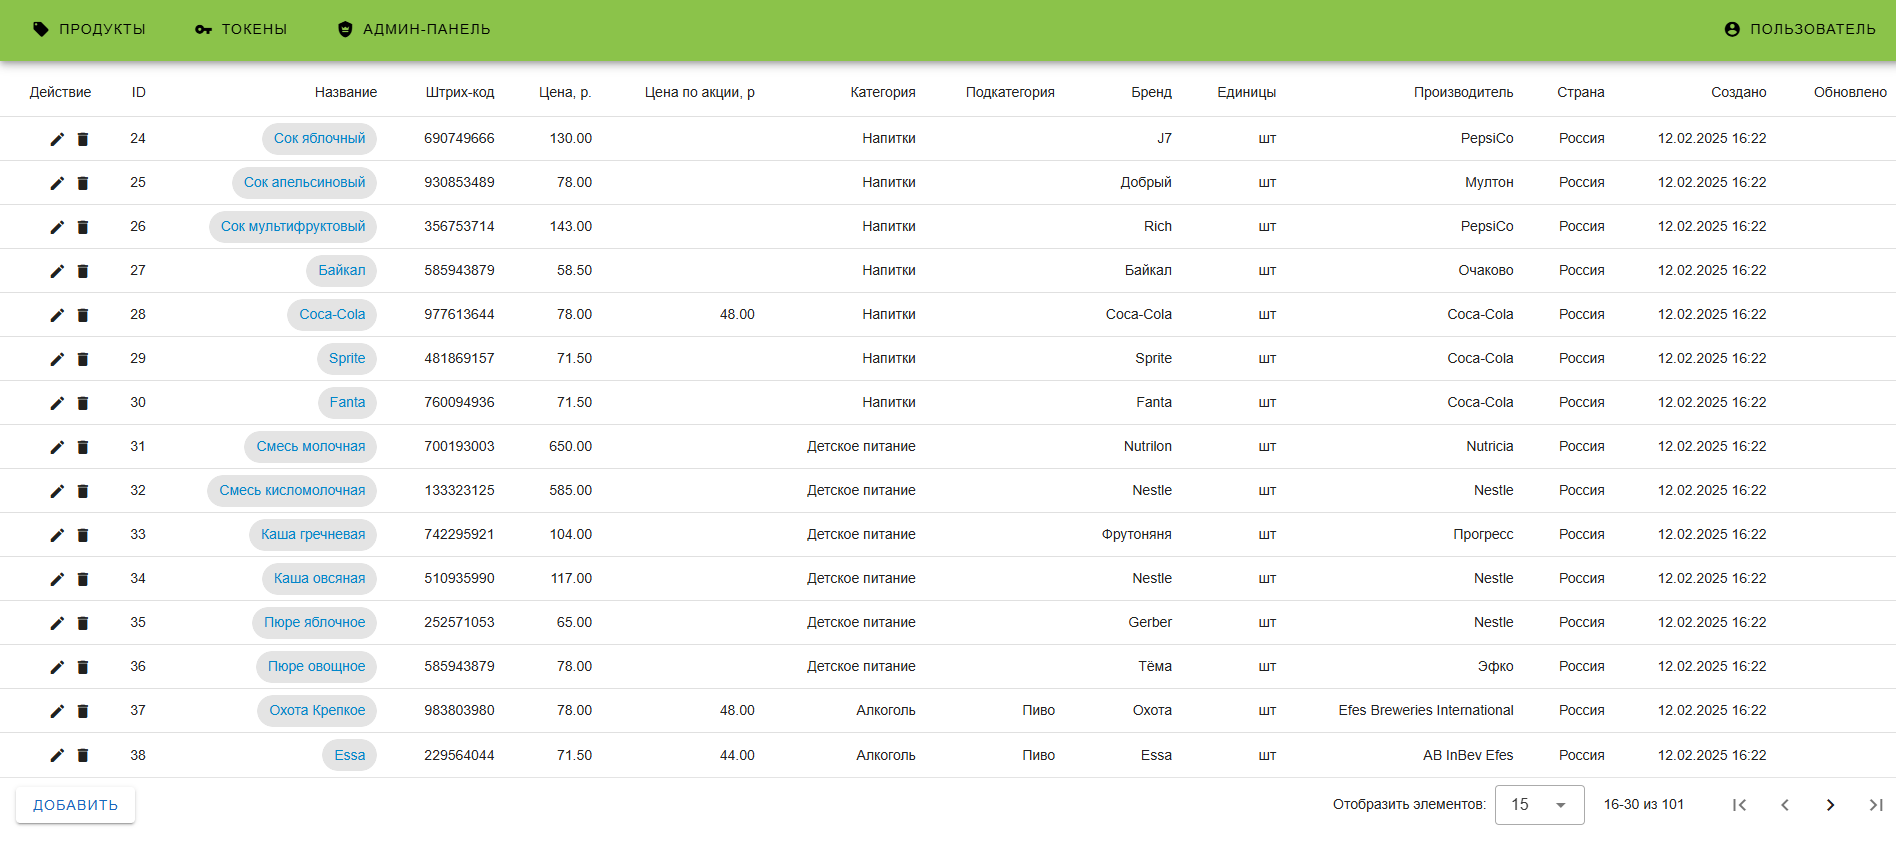 ПРОДУКТЫ ТОКЕНЫ АДМИН-ПАНЕЛЬ ПОЛЬЗОВАТЕЛЬ
Действие ID Название Штрих-код Цена, р. Цена по акции, р Категория Подкатегория Бренд Единицы Производитель Страна Создано Обновлено
24 Сок яблочный 690749666 130.00 Напитки J7 шт PepsiCo Россия 12.02.2025 16:22
25 Сок апельсиновый 930853489 78.00 Напитки Добрый шт Мултон Россия 12.02.2025 16:22
26 Сок мультифруктовый 356753714 143.00 Напитки Rich шт PepsiCo Россия 12.02.2025 16:22
27 Байкал 585943879 58.50 Напитки Байкал шт Очаково Россия 12.02.2025 16:22
28 Coca-Cola 977613644 78.00 48.00 Напитки Coca-Cola шт Coca-Cola Россия 12.02.2025 16:22
29 Sprite 481869157 71.50 Напитки Sprite шт Coca-Cola Россия 12.02.2025 16:22
30 Fanta 760094936 71.50 Напитки Fanta шт Coca-Cola Россия 12.02.2025 16:22
31 Смесь молочная 700193003 650.00 Детское питание Nutrilon шт Nutricia Россия 12.02.2025 16:22
32 Смесь кисломолочная 133323125 585.00 Детское питание Nestle шт Nestle Россия 12.02.2025 16:22
33 Каша гречневая 742295921 104.00 Детское питание Фрутоняня шт Прогресс Россия 12.02.2025 16:22
34 Каша овсяная 510935990 117.00 Детское питание Nestle шт Nestle Россия 12.02.2025 16:22
35 Пюре яблочное 252571053 65.00 Детское питание Gerber шт Nestle Россия 12.02.2025 16:22
36 Пюре овощное 585943879 78.00 Детское питание Тёма шт Эфко Россия 12.02.2025 16:22
37 Охота Крепкое 983803980 78.00 48.00 Алкоголь Пиво Охота шт Efes Breweries International Россия 12.02.2025 16:22
38 Essa 229564044 71.50 44.00 Алкоголь Пиво Essa шт AB InBev Efes Россия 12.02.2025 16:22
ДОБАВИТЬ Отобразить элементов: 15 16-30 из 101